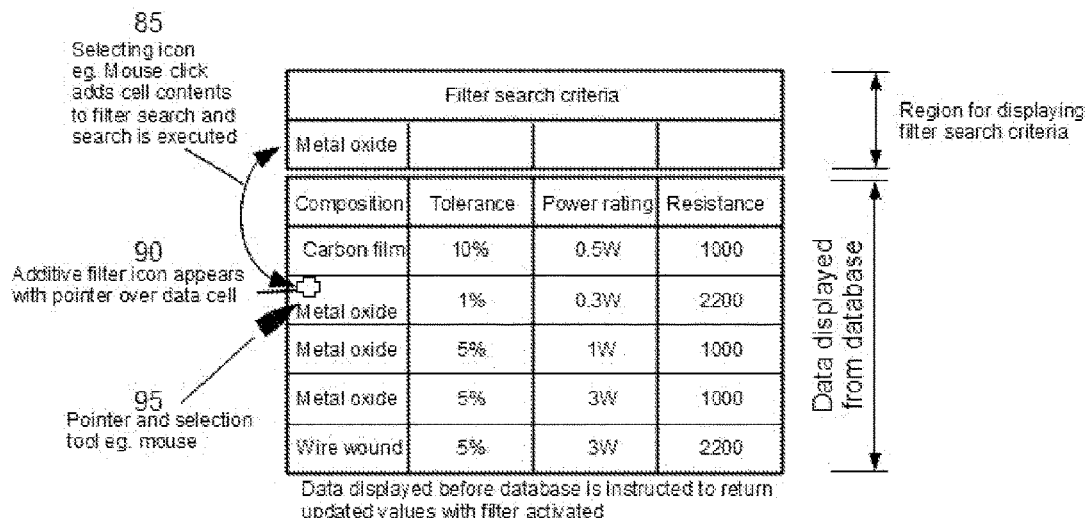 85
Selecting icon
eg. Mouse click
adds cell contents
to filter search and
search is executed
Filter search criteria
Metal oxide
Region for displaying
filter search criteria
Composition Tolerance Power rating Resistance
Carbon film 10% 0.5W 1000
90
Additive filter icon appears
with pointer over data cell
Metal oxide 1% 0.3W 2200
Metal oxide 5% 1W 1000
Metal oxide 5% 3W 1000
Wire wound 5% 3W 2200
95
Pointer and selection
tool eg. mouse
Data displayed
from database
Data displayed before database is instructed to return
updated values with filter activated